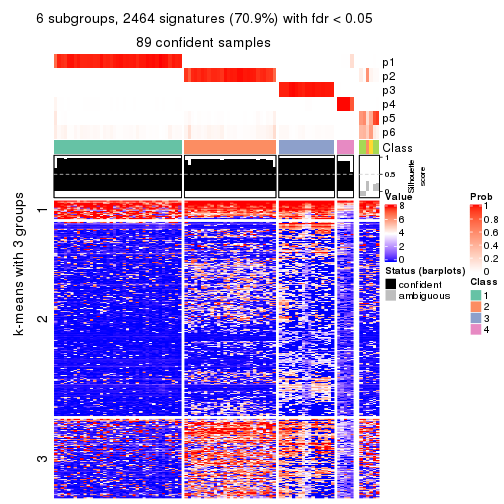 6 subgroups, 2464 signatures (70.9%) with fdr < 0.05
89 confident samples
p1
p2
p3
p4
p5
p6
Class
1
0.5
0
Silhouette
score
k-means with 3 groups
1
2
3
Value
8
6
4
2
0
Status (barplots)
confident
ambiguous
Prob
1
0.8
0.6
0.4
0.2
0
Class
1
2
3
4